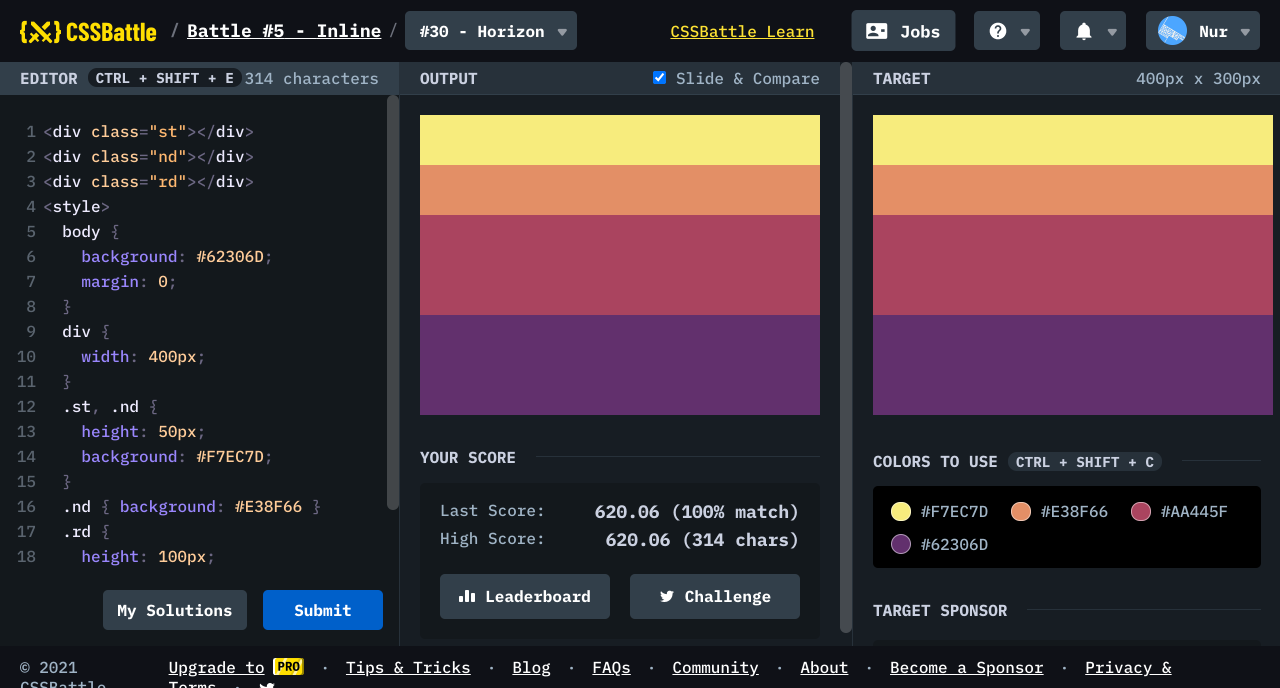 CSSBattle / Battle #5 - Inline / #30 - Horizon CSSBattle Learn Jobs Nur
EDITOR CTRL + SHIFT + E 314 characters
1 <div class="st"></div>
2 <div class="nd"></div>
3 <div class="rd"></div>
4 <style>
5 body {
6 background: #62306D;
7 margin: 0;
8 }
9 div {
10 width: 400px;
11 }
12 .st, .nd {
13 height: 50px;
14 background: #F7EC7D;
15 }
16 .nd { background: #E38F66 }
17 .rd {
18 height: 100px;
My Solutions Submit
OUTPUT Slide & Compare
YOUR SCORE
Last Score: 620.06 (100% match)
High Score: 620.06 (314 chars)
Leaderboard Challenge
TARGET 400px x 300px
COLORS TO USE CTRL + SHIFT + C
#F7EC7D #E38F66 #AA445F
#62306D
TARGET SPONSOR
© 2021
CSSBattle
Upgrade to PRO · Tips & Tricks · Blog · FAQs · Community · About · Become a Sponsor · Privacy &
Terms ·